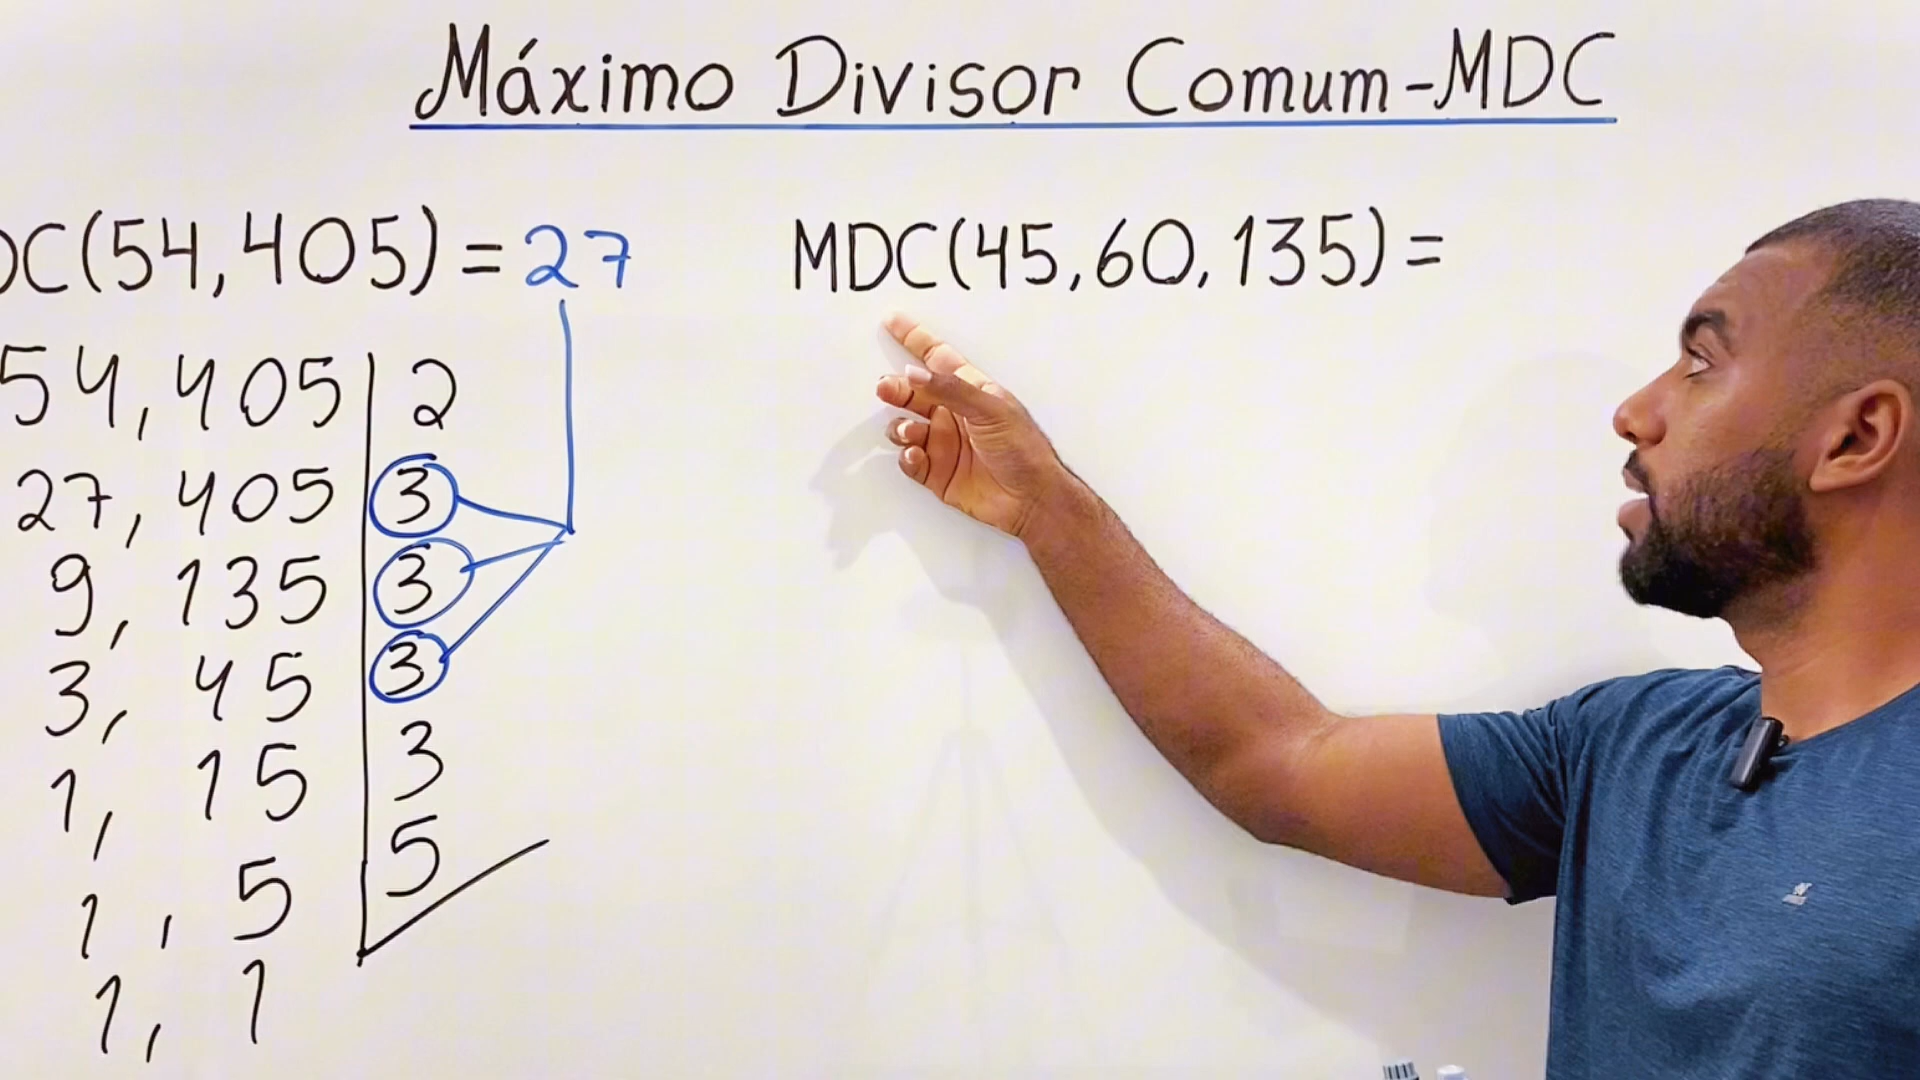 Máximo Divisor Comum-MDC
DC(54,405) = 27
54, 405 | 2
27, 405 | 3
9, 135 | 3
3, 45 | 3
1, 15 | 3
1, 5 | 5
1, 1
MDC(45,60,135) =